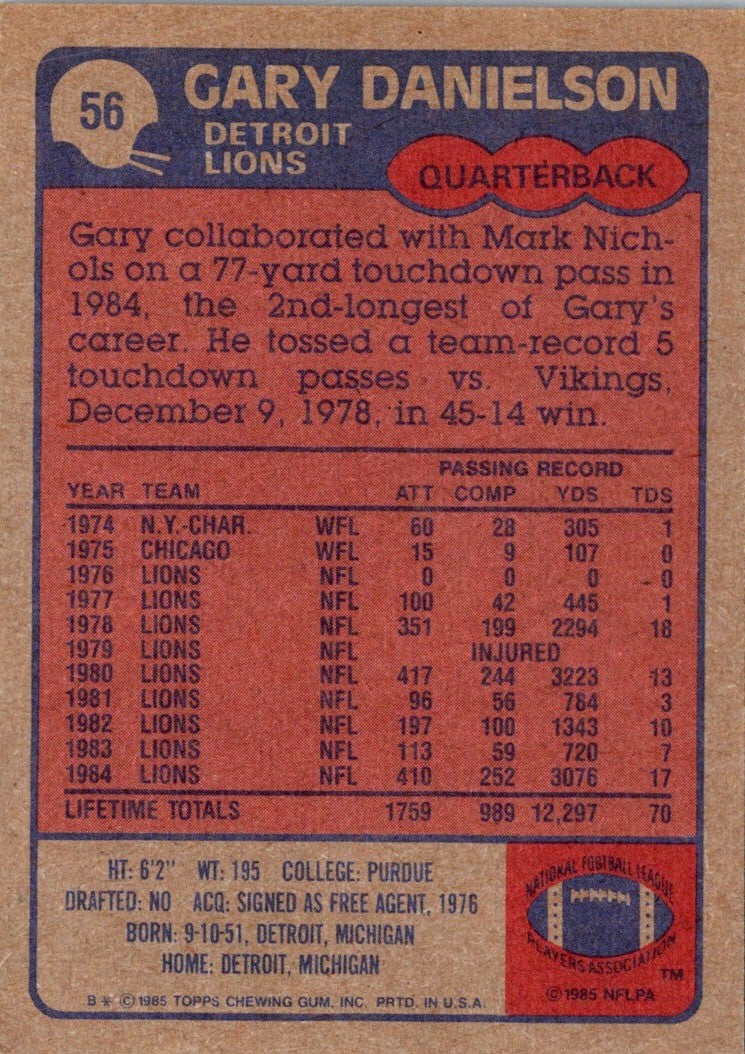 56
GARY DANIELSON
DETROIT
LIONS
QUARTERBACK
Gary collaborated with Mark Nich-
ols on a 77-yard touchdown pass in
1984, the 2nd-longest of Gary's
career. He tossed a team-record 5
touchdown passes vs. Vikings,
December 9, 1978, in 45-14 win.
PASSING RECORD
YEAR TEAM ATT COMP YDS TDS
1974 N.Y.-CHAR. WFL 60 28 305 1
1975 CHICAGO WFL 15 9 107 0
1976 LIONS NFL 0 0 0 0
1977 LIONS NFL 100 42 445 1
1978 LIONS NFL 351 199 2294 18
1979 LIONS NFL INJURED
1980 LIONS NFL 417 244 3223 13
1981 LIONS NFL 96 56 784 3
1982 LIONS NFL 197 100 1343 10
1983 LIONS NFL 113 59 720 7
1984 LIONS NFL 410 252 3076 17
LIFETIME TOTALS 1759 989 12,297 70
HT: 6'2" WT: 195 COLLEGE: PURDUE
DRAFTED: NO ACQ: SIGNED AS FREE AGENT, 1976
BORN: 9-10-51, DETROIT, MICHIGAN
HOME: DETROIT, MICHIGAN
B * © 1985 TOPPS CHEWING GUM, INC. PRTD. IN U.S.A.
NATIONAL FOOTBALL LEAGUE
PLAYERS ASSOCIATION
TM
© 1985 NFLPA